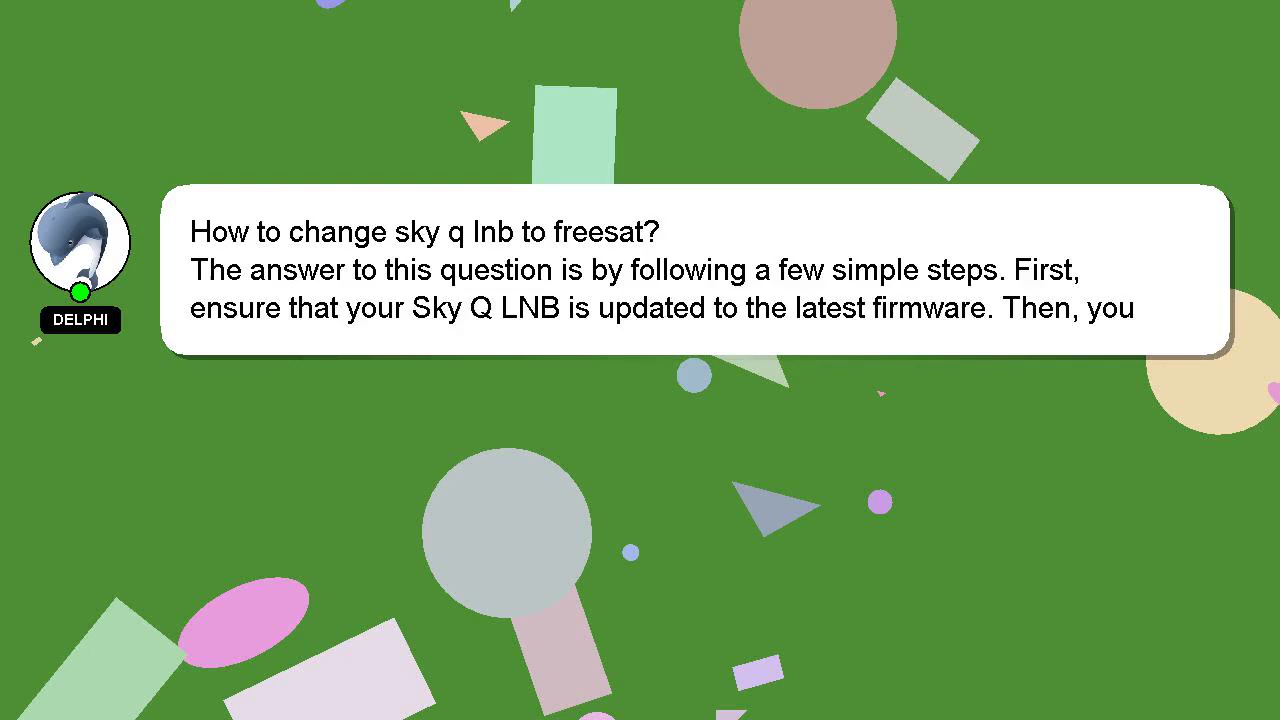 How to change sky q lnb to freesat?
The answer to this question is by following a few simple steps. First,
ensure that your Sky Q LNB is updated to the latest firmware. Then, you
DELPHI